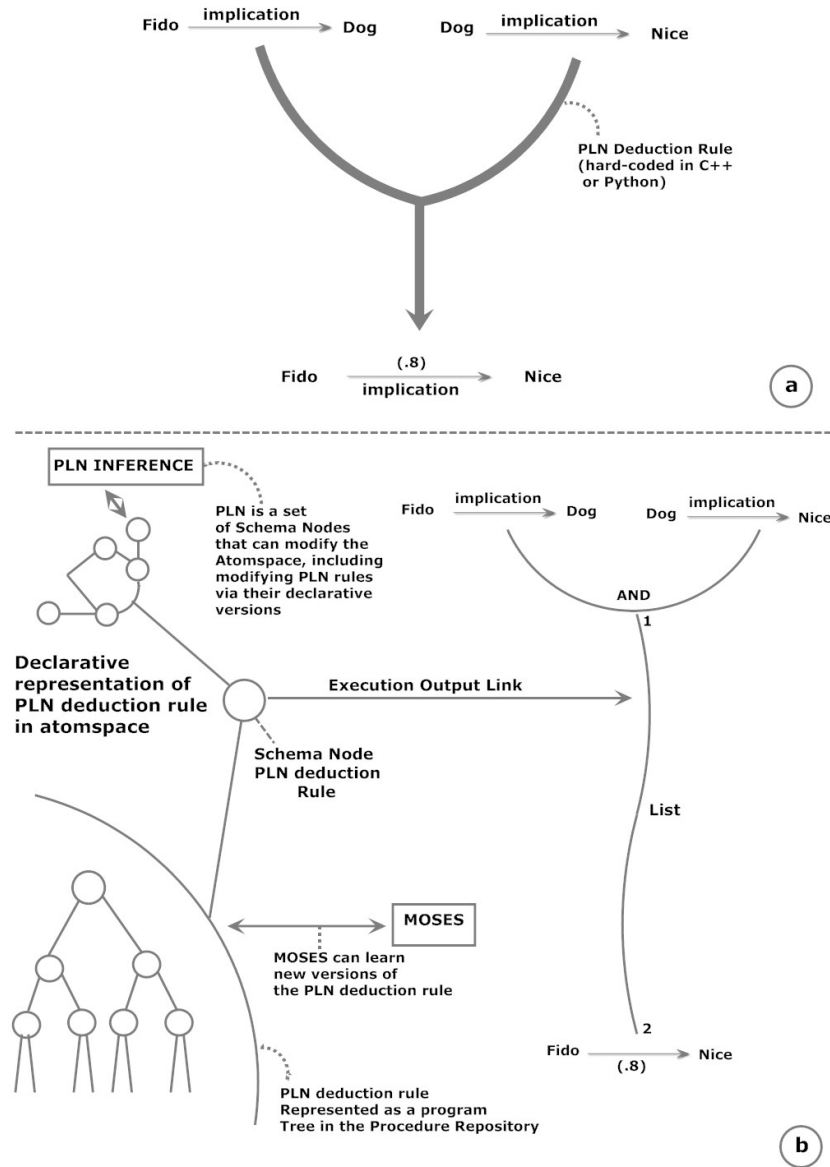 implication implication
Fido Dog Dog Nice
PLN Deduction Rule
(hard-coded in C++
or Python)
(.8)
Fido Nice
implication
a
PLN INFERENCE
PLN is a set
of Schema Nodes
that can modify the
Atomspace, including
modifying PLN rules
via their declarative
versions
implication implication
Fido Dog Dog Nice
AND
1
Declarative
representation of
PLN deduction rule
in atomspace
Execution Output Link
Schema Node
PLN deduction
Rule
List
MOSES
MOSES can learn
new versions of
the PLN deduction rule
2
Fido Nice
(.8)
PLN deduction rule
Represented as a program
Tree in the Procedure Repository
b